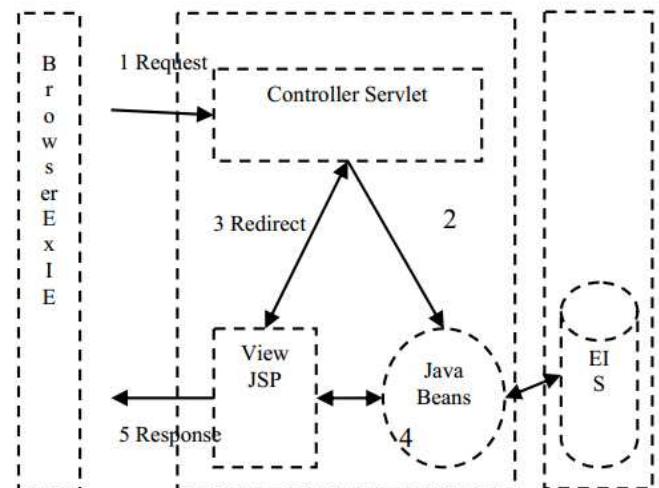 B
r
o
w
s
er
E
x
I
E
1 Request
Controller Servlet
3 Redirect
2
View
JSP
Java
Beans
EI
S
5 Response
4